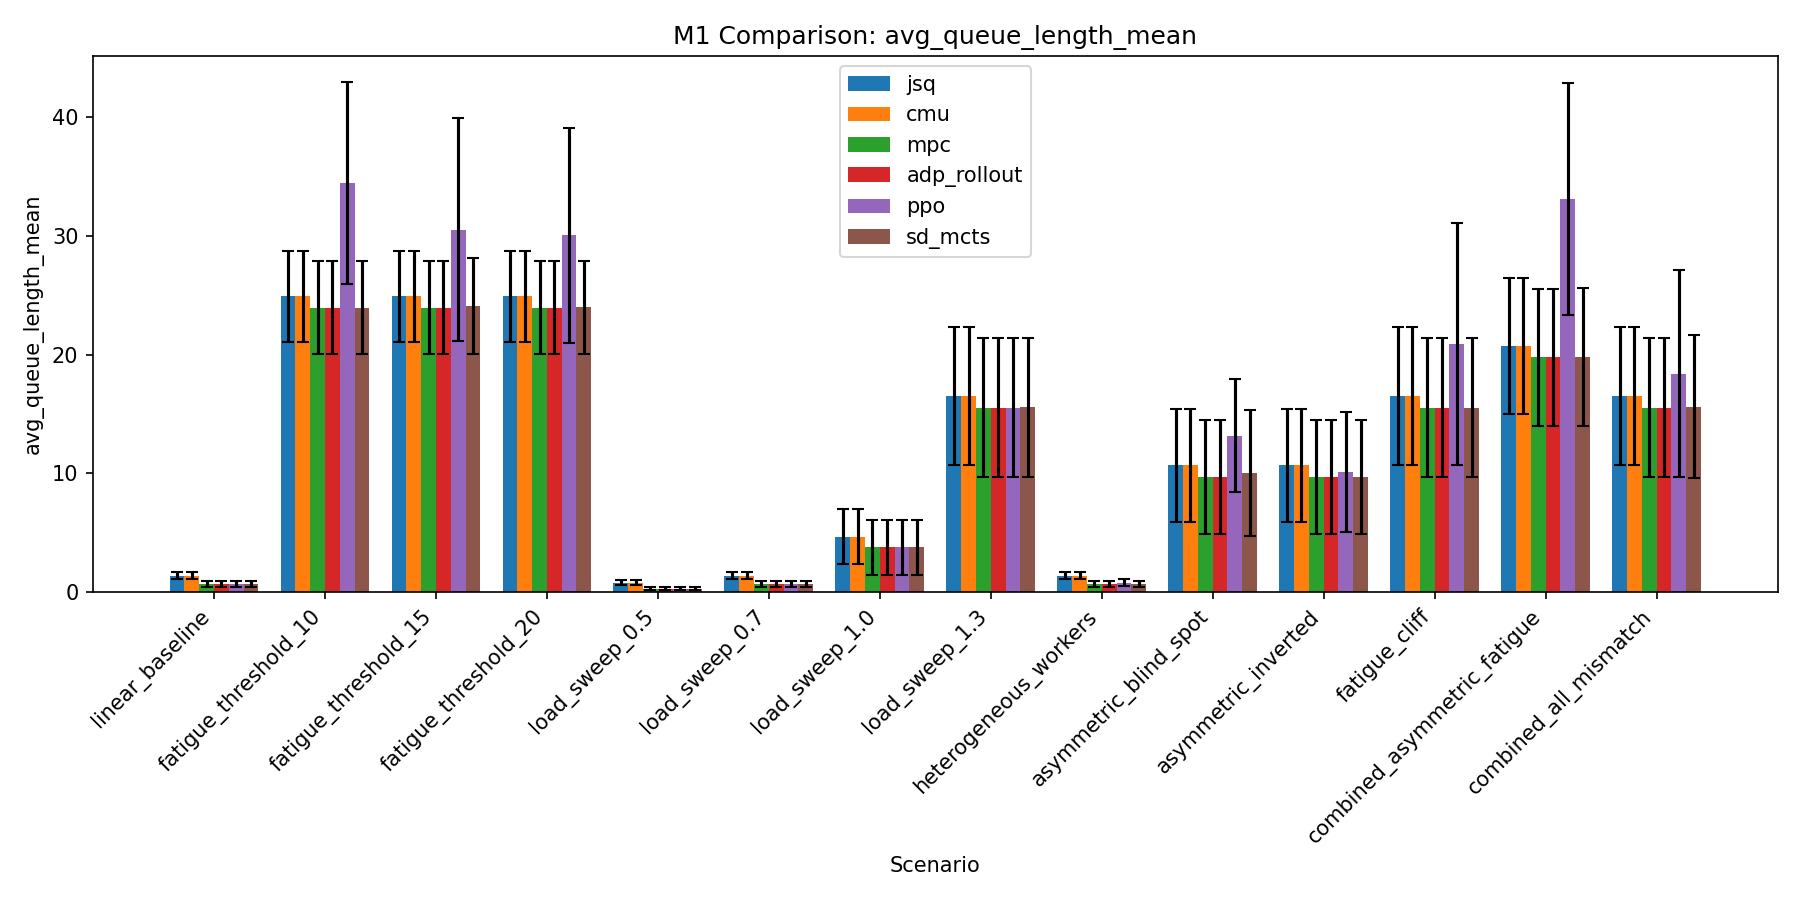 M1 Comparison: avg_queue_length_mean
jsq
cmu
mpc
adp_rollout
ppo
sd_mcts
avg_queue_length_mean
40
30
20
10
0
linear_baseline
fatigue_threshold_10
fatigue_threshold_15
fatigue_threshold_20
load_sweep_0.5
load_sweep_0.7
load_sweep_1.0
load_sweep_1.3
heterogeneous_workers
asymmetric_blind_spot
asymmetric_inverted
fatigue_cliff
combined_asymmetric_fatigue
combined_all_mismatch
Scenario